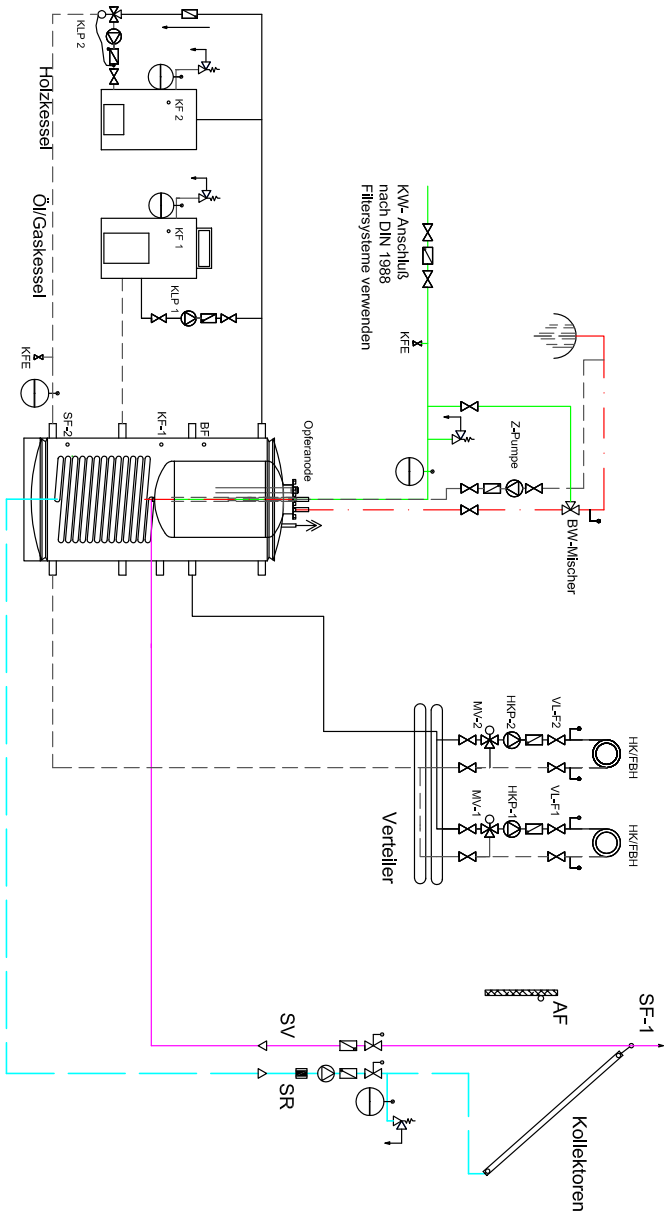 KLP 2
KF 2
Holzkessel
KF 1
Öl/Gaskessel
KLP 1
KFE
KW- Anschluß
nach DIN 1988
Filtersysteme verwenden
KFE
Z-Pumpe
BW-Mischer
Opferanode
BF
KF-1
SF-2
HK/FBH
VL-F2
HKP-2
MV-2
HK/FBH
VL-F1
HKP-1
MV-1
Verteiler
AF
SF-1
Kollektoren
SV
SR